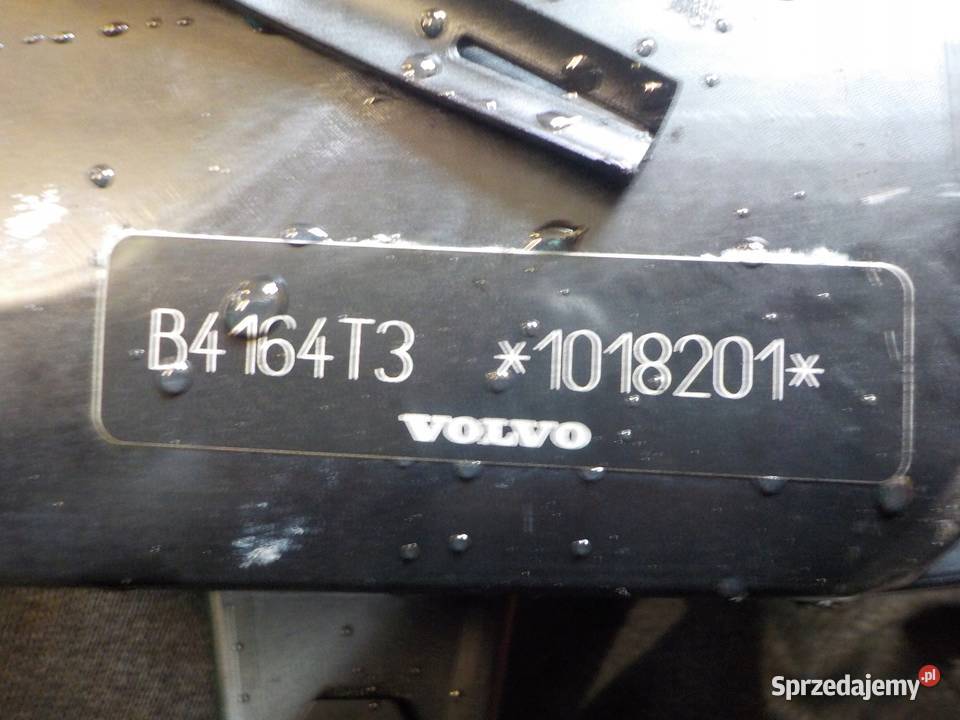 B4164T3 *1018201*
VOLVO
Sprzedajemy.pl